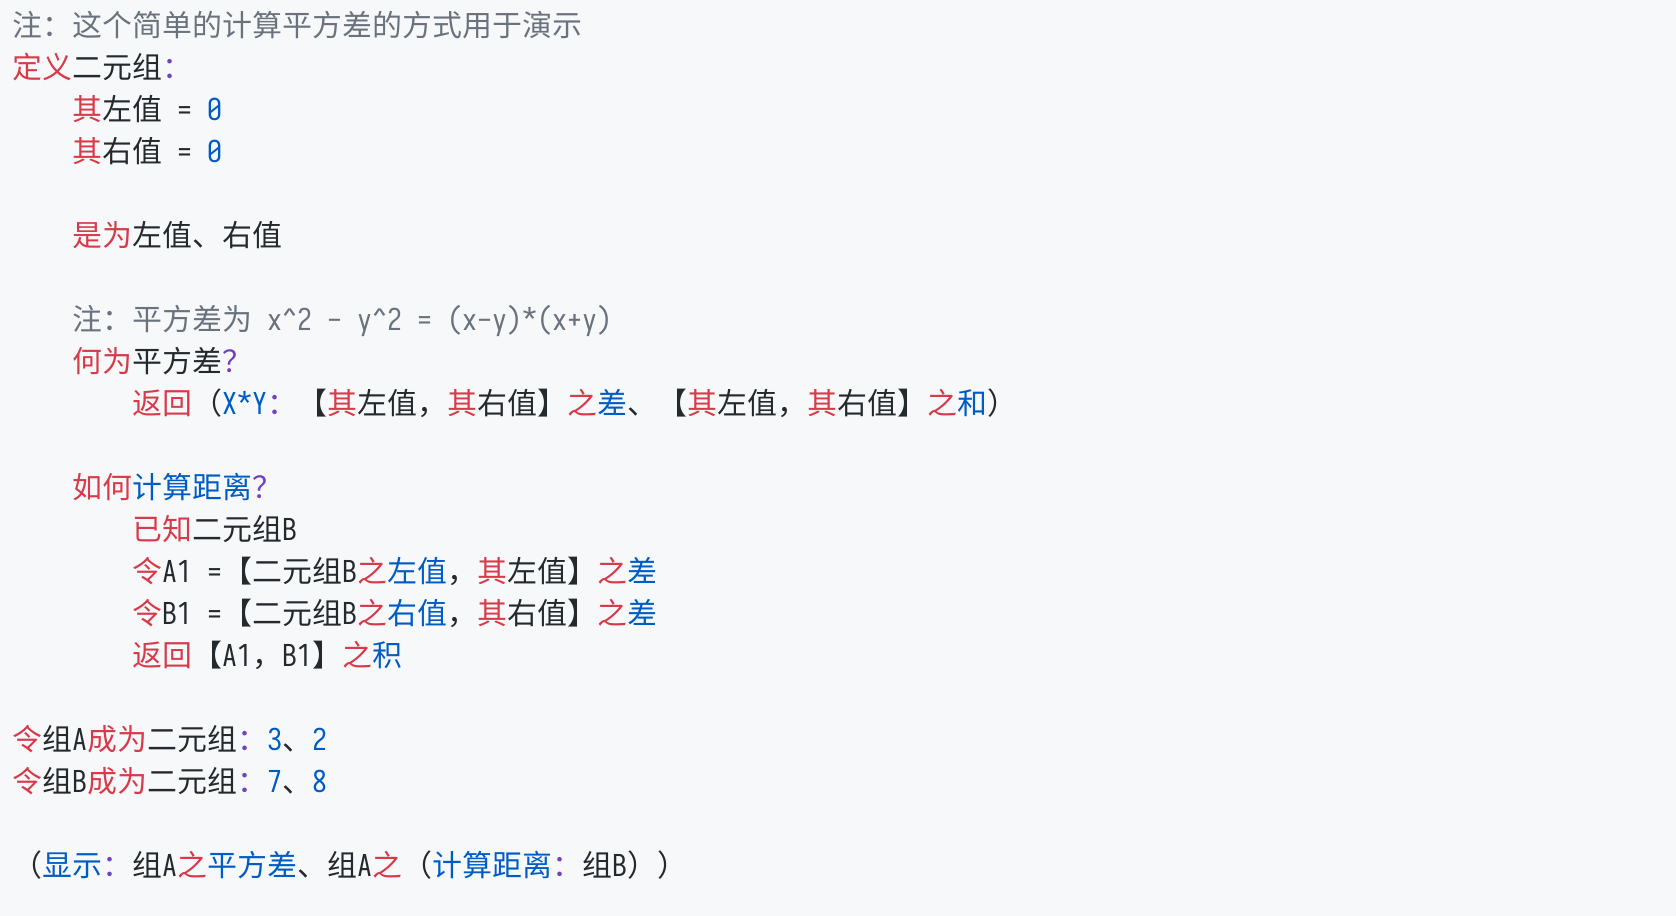 注：这个简单的计算平方差的方式用于演示
定义二元组：
    其左值 = 0
    其右值 = 0
    是为左值、右值
    注：平方差为 x^2 - y^2 = (x-y)*(x+y)
    何为平方差？
        返回（X*Y：【其左值，其右值】之差、【其左值，其右值】之和）
    如何计算距离？
        已知二元组B
        令A1 =【二元组B之左值，其左值】之差
        令B1 =【二元组B之右值，其右值】之差
        返回【A1，B1】之积
令组A成为二元组：3、2
令组B成为二元组：7、8
（显示：组A之平方差、组A之（计算距离：组B））